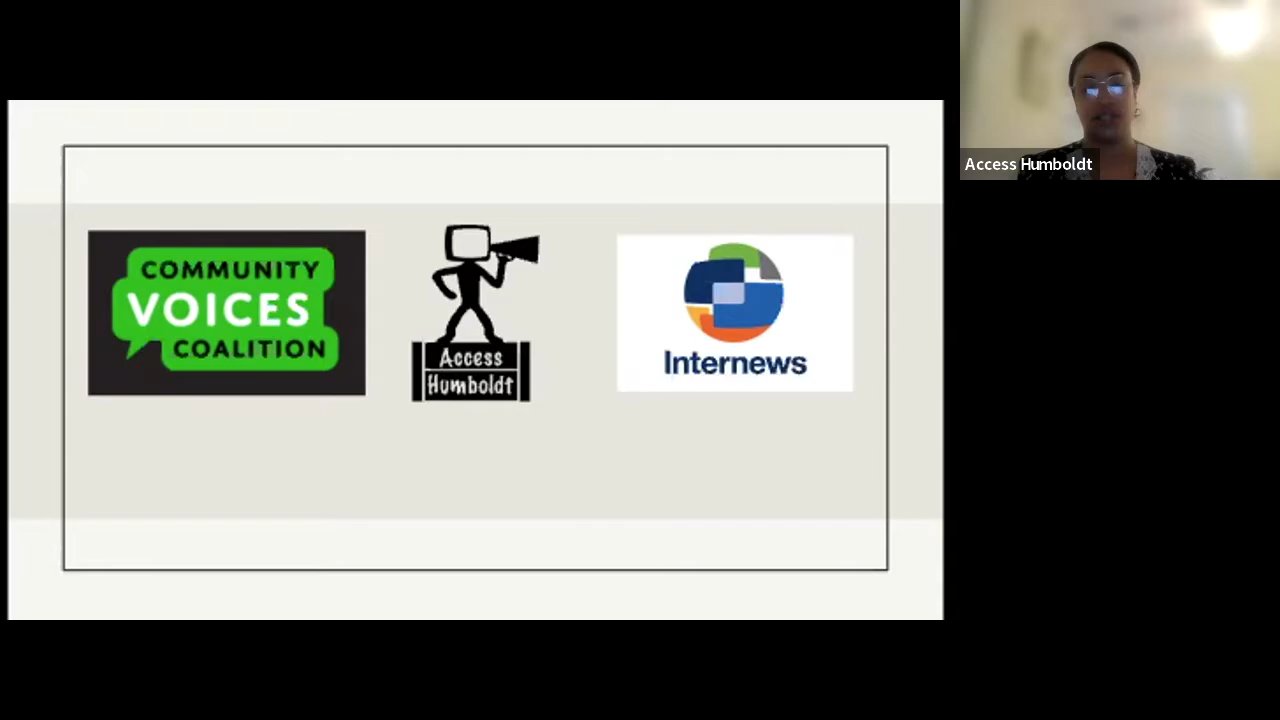 COMMUNITY
VOICES
COALITION
Access
Humboldt
Internews
Access Humboldt